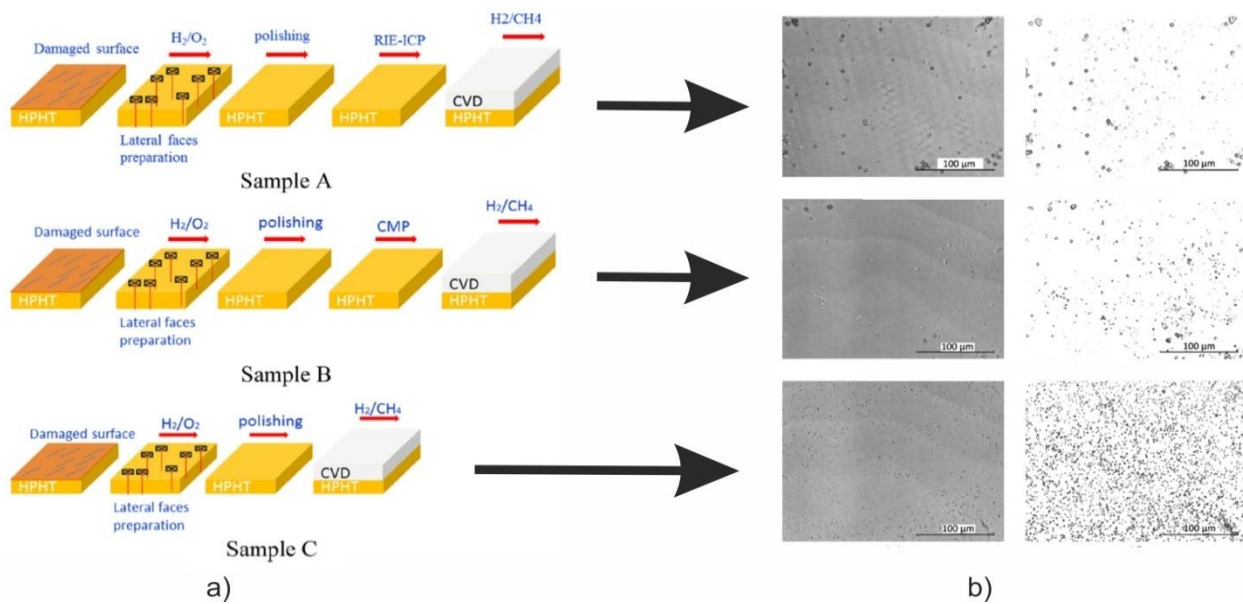 H₂/CH4
Damaged surface
H₂/O₂
polishing
RIE-ICP
CVD
HPHT
HPHT
HPHT
HPHT
Lateral faces
preparation
Sample A
100 µm
100 µm
H₂/CH₄
Damaged surface
H₂/O₂
polishing
CMP
CVD
HPHT
HPHT
HPHT
HPHT
Lateral faces
preparation
Sample B
100 µm
100 µm
H₂/CH₄
Damaged surface
H₂/O₂
polishing
CVD
HPHT
HPHT
HPHT
Lateral faces
preparation
Sample C
100 µm
100 µm
a)
b)